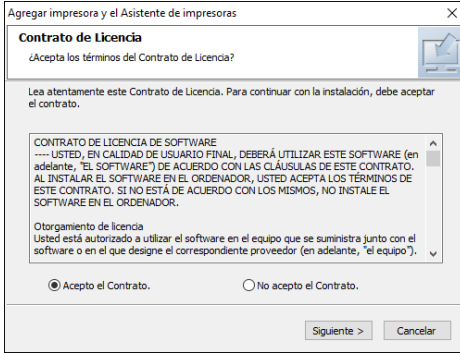 Agregar impresora y el Asistente de impresoras
Contrato de Licencia
¿Acepta los términos del Contrato de Licencia?
Lea atentamente este Contrato de Licencia. Para continuar con la instalación, debe aceptar
el contrato.
CONTRATO DE LICENCIA DE SOFTWARE
---- USTED, EN CALIDAD DE USUARIO FINAL, DEBERÁ UTILIZAR ESTE SOFTWARE (en
adelante, "EL SOFTWARE") DE ACUERDO CON LAS CLÁUSULAS DE ESTE CONTRATO.
AL INSTALAR EL SOFTWARE EN EL ORDENADOR, USTED ACEPTA LOS TÉRMINOS DE
ESTE CONTRATO. SI NO ESTÁ DE ACUERDO CON LOS MISMOS, NO INSTALE EL
SOFTWARE EN EL ORDENADOR.
Otorgamiento de licencia
Usted está autorizado a utilizar el software en el equipo que se suministra junto con el
software o en el que designe el correspondiente proveedor (en adelante, "el equipo").
Acepto el Contrato.
No acepto el Contrato.
Siguiente >
Cancelar